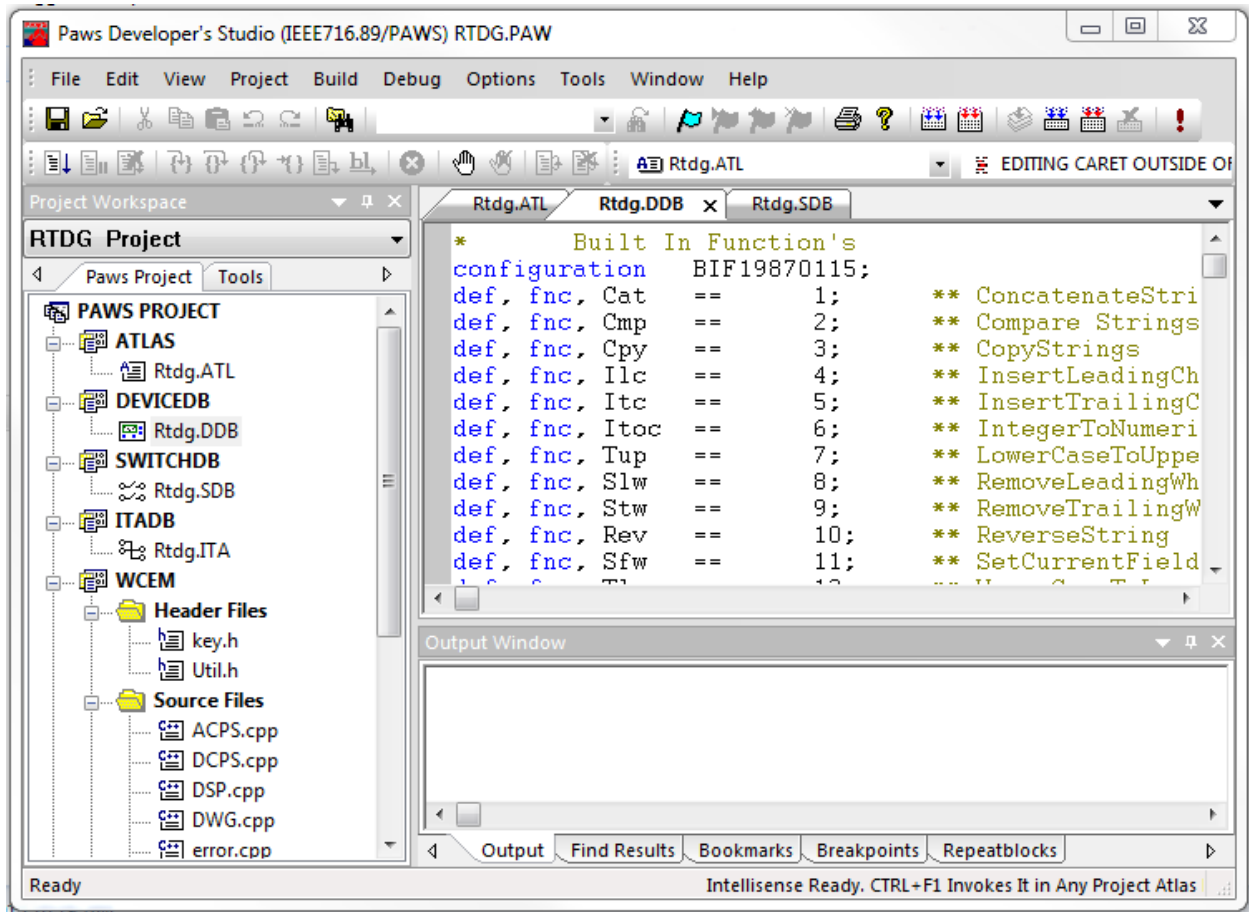 Paws Developer's Studio (IEEE716.89/PAWS) RTDG.PAW
File Edit View Project Build Debug Options Tools Window Help
Rtdg.ATL EDITING CARET OUTSIDE OF
Project Workspace
RTDG Project
Paws Project Tools
PAWS PROJECT
ATLAS
Rtdg.ATL
DEVICEDB
Rtdg.DDB
SWITCHDB
Rtdg.SDB
ITADB
Rtdg.ITA
WCEM
Header Files
key.h
Util.h
Source Files
ACPS.cpp
DCPS.cpp
DSP.cpp
DWG.cpp
error.cpp
Rtdg.ATL Rtdg.DDB Rtdg.SDB
* Built In Function's
configuration BIF19870115;
def, fnc, Cat == 1; ** ConcatenateStri
def, fnc, Cmp == 2; ** Compare Strings
def, fnc, Cpy == 3; ** CopyStrings
def, fnc, Ilc == 4; ** InsertLeadingCh
def, fnc, Itc == 5; ** InsertTrailingC
def, fnc, Itoc == 6; ** IntegerToNumeri
def, fnc, Tup == 7; ** LowerCaseToUppe
def, fnc, Slw == 8; ** RemoveLeadingWh
def, fnc, Stw == 9; ** RemoveTrailingW
def, fnc, Rev == 10; ** ReverseString
def, fnc, Sfw == 11; ** SetCurrentField
Output Window
Output Find Results Bookmarks Breakpoints Repeatblocks
Ready Intellisense Ready. CTRL+F1 Invokes It in Any Project Atlas